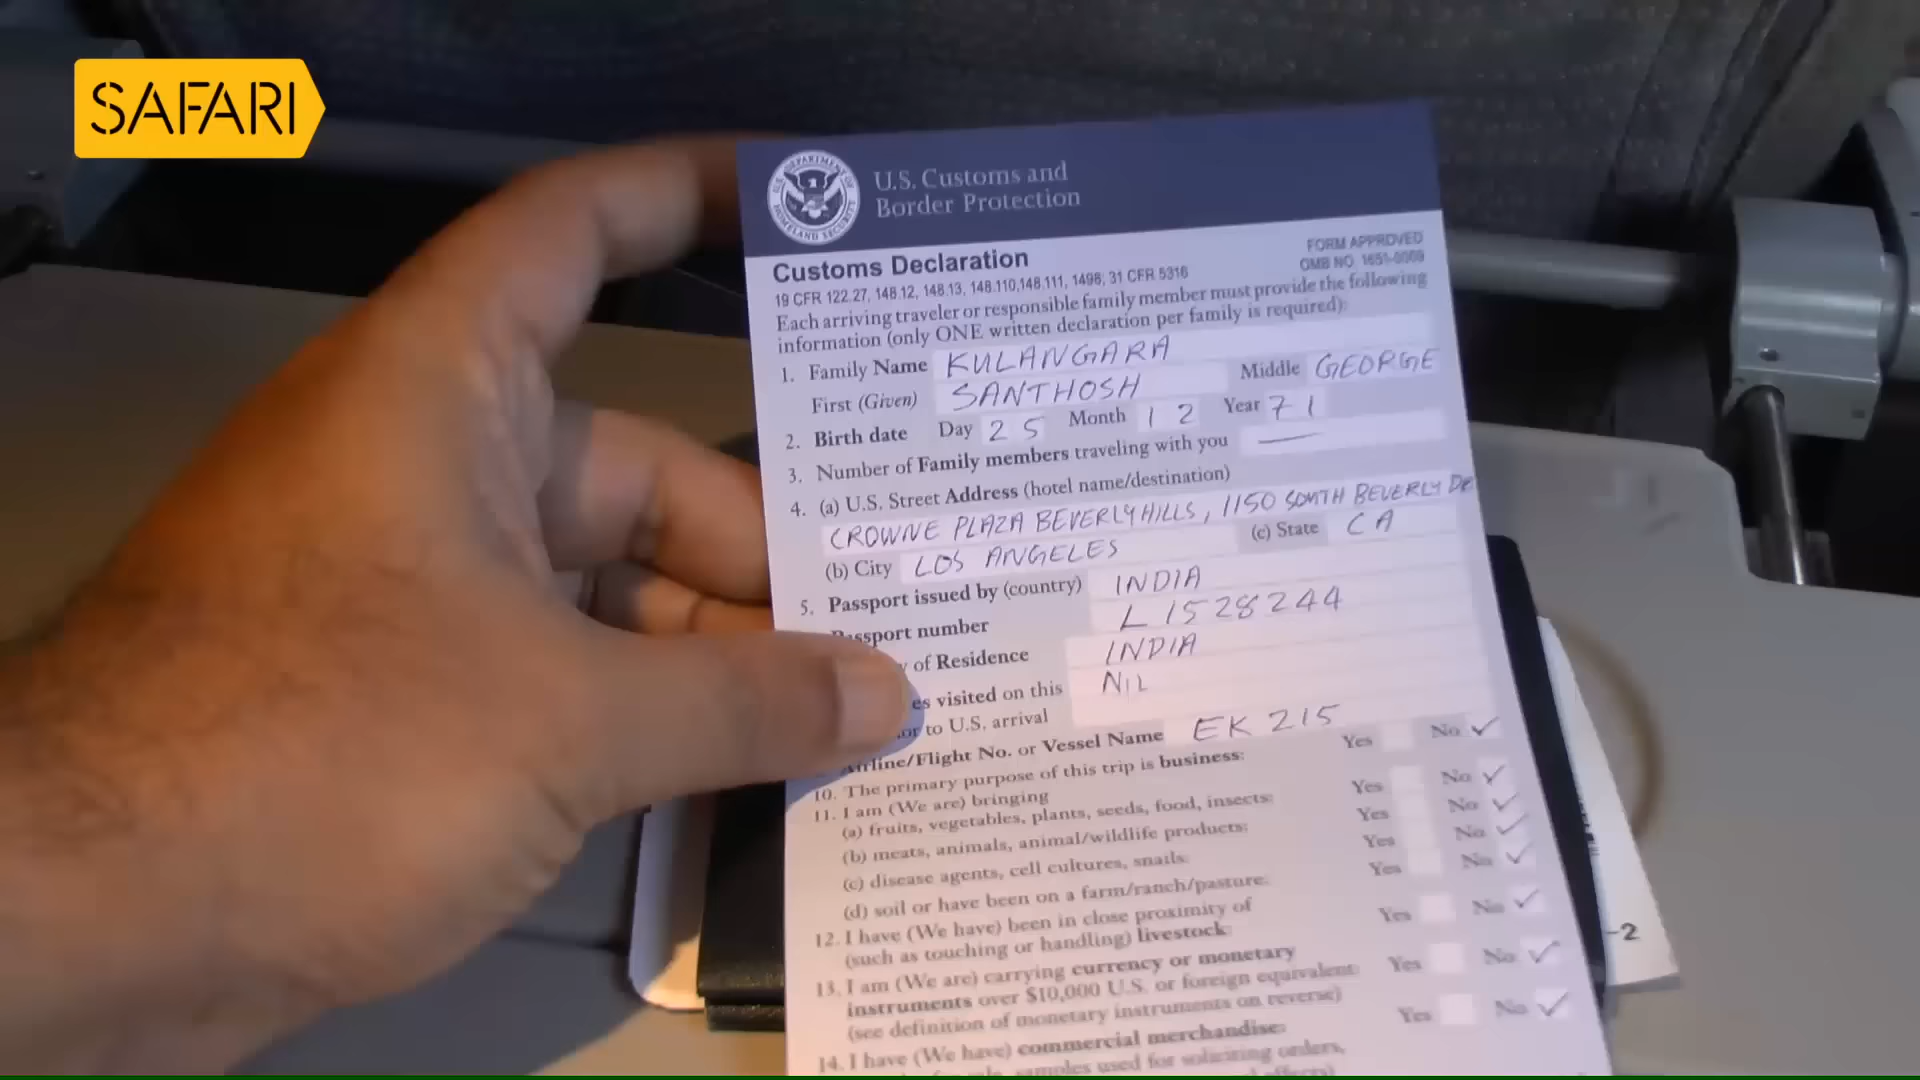 SAFARI
U.S. Customs and
Border Protection
Customs Declaration
FORM APPROVED
OMB NO. 1651-0009
19 CFR 122.27, 148.12, 148.13, 148.110,148.111, 1498; 31 CFR 5316
Each arriving traveler or responsible family member must provide the following
information (only ONE written declaration per family is required):
1. Family Name KULANGARA
First (Given) SANTHOSH Middle GEORGE
2. Birth date Day 25 Month 12 Year 71
3. Number of Family members traveling with you —
4. (a) U.S. Street Address (hotel name/destination)
CROWNE PLAZA BEVERLY HILLS, 1150 SOUTH BEVERLY DR
(b) City LOS ANGELES (c) State CA
5. Passport issued by (country) INDIA
Passport number L1528244
of Residence INDIA
es visited on this NIL
to U.S. arrival
Airline/Flight No. or Vessel Name EK 215
10. The primary purpose of this trip is business: Yes No ✓
11. I am (We are) bringing
(a) fruits, vegetables, plants, seeds, food, insects: Yes No ✓
(b) meats, animals, animal/wildlife products: Yes No ✓
(c) disease agents, cell cultures, snails: Yes No ✓
(d) soil or have been on a farm/ranch/pasture: Yes No ✓
12. I have (We have) been in close proximity of
(such as touching or handling) livestock: Yes No ✓
13. I am (We are) carrying currency or monetary
instruments over $10,000 U.S. or foreign equivalent: Yes No ✓
(see definition of monetary instruments on reverse)
14. I have (We have) commercial merchandise: Yes No ✓
samples used for soliciting orders,
-2